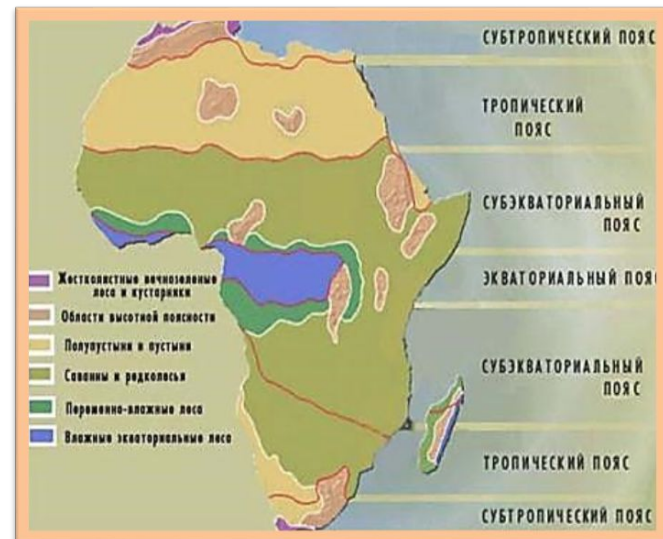 СУБТРОПИЧЕСКИЙ ПОЯС
ТРОПИЧЕСКИЙ
ПОЯС
СУБЭКВАТОРИАЛЬНЫЙ
ПОЯС
ЭКВАТОРИАЛЬНЫЙ ПОЯС
СУБЭКВАТОРИАЛЬНЫЙ
ПОЯС
ТРОПИЧЕСКИЙ ПОЯС
СУБТРОПИЧЕСКИЙ ПОЯС
Жестколистные вечнозеленые
леса и кустарники
Области высотной поясности
Полупустыни и пустыни
Саванны и редколесья
Переменно-влажные леса
Влажные экваториальные леса